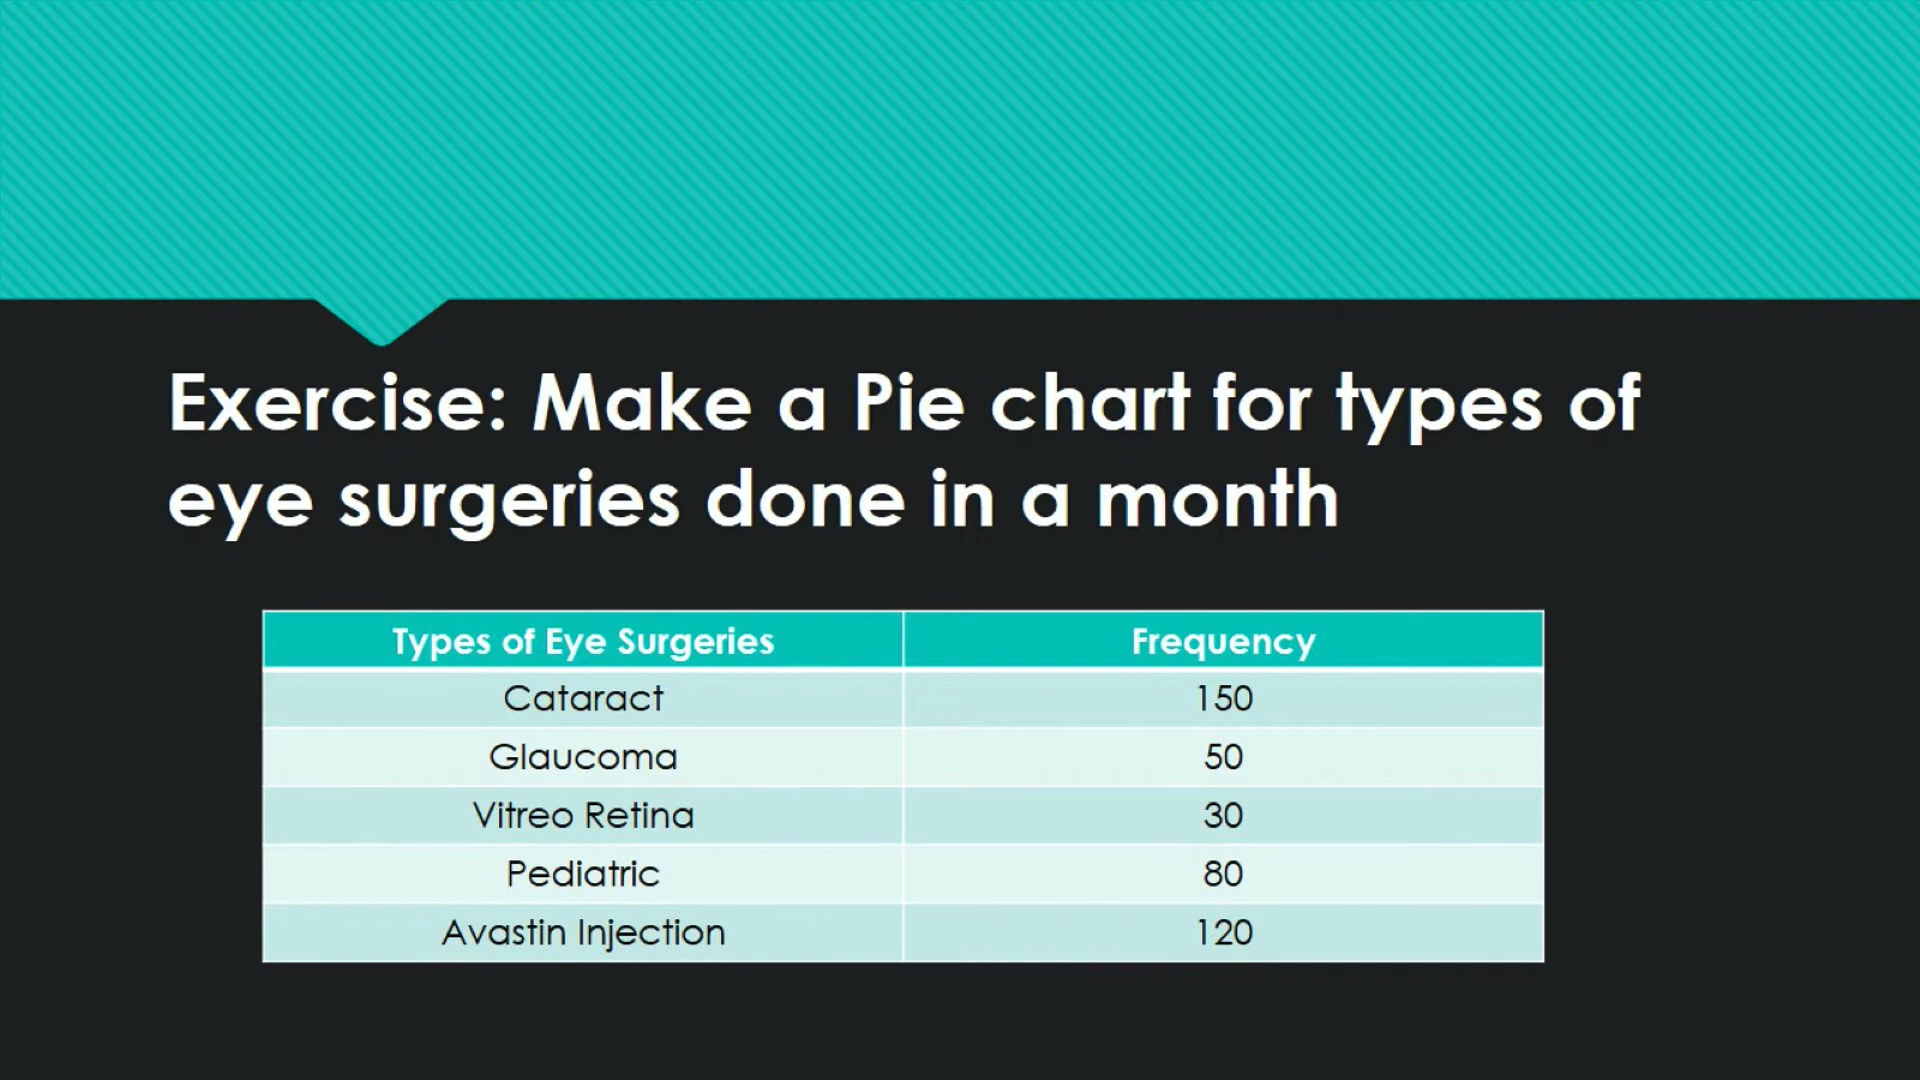 Exercise: Make a Pie chart for types of
eye surgeries done in a month
Types of Eye Surgeries Frequency
Cataract 150
Glaucoma 50
Vitreo Retina 30
Pediatric 80
Avastin Injection 120